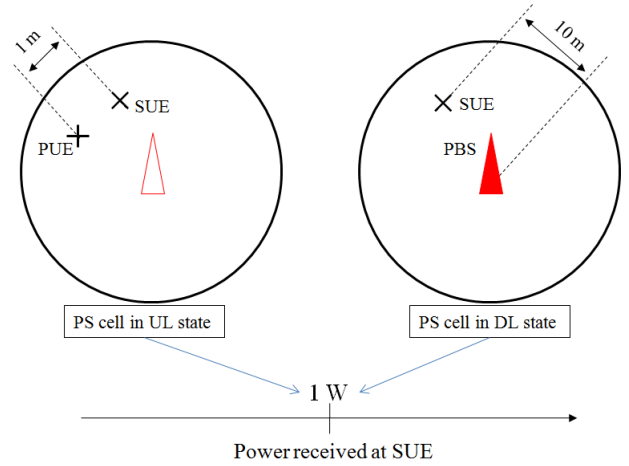 1 m
SUE
PUE
10 m
SUE
PBS
PS cell in UL state
PS cell in DL state
1 W
Power received at SUE